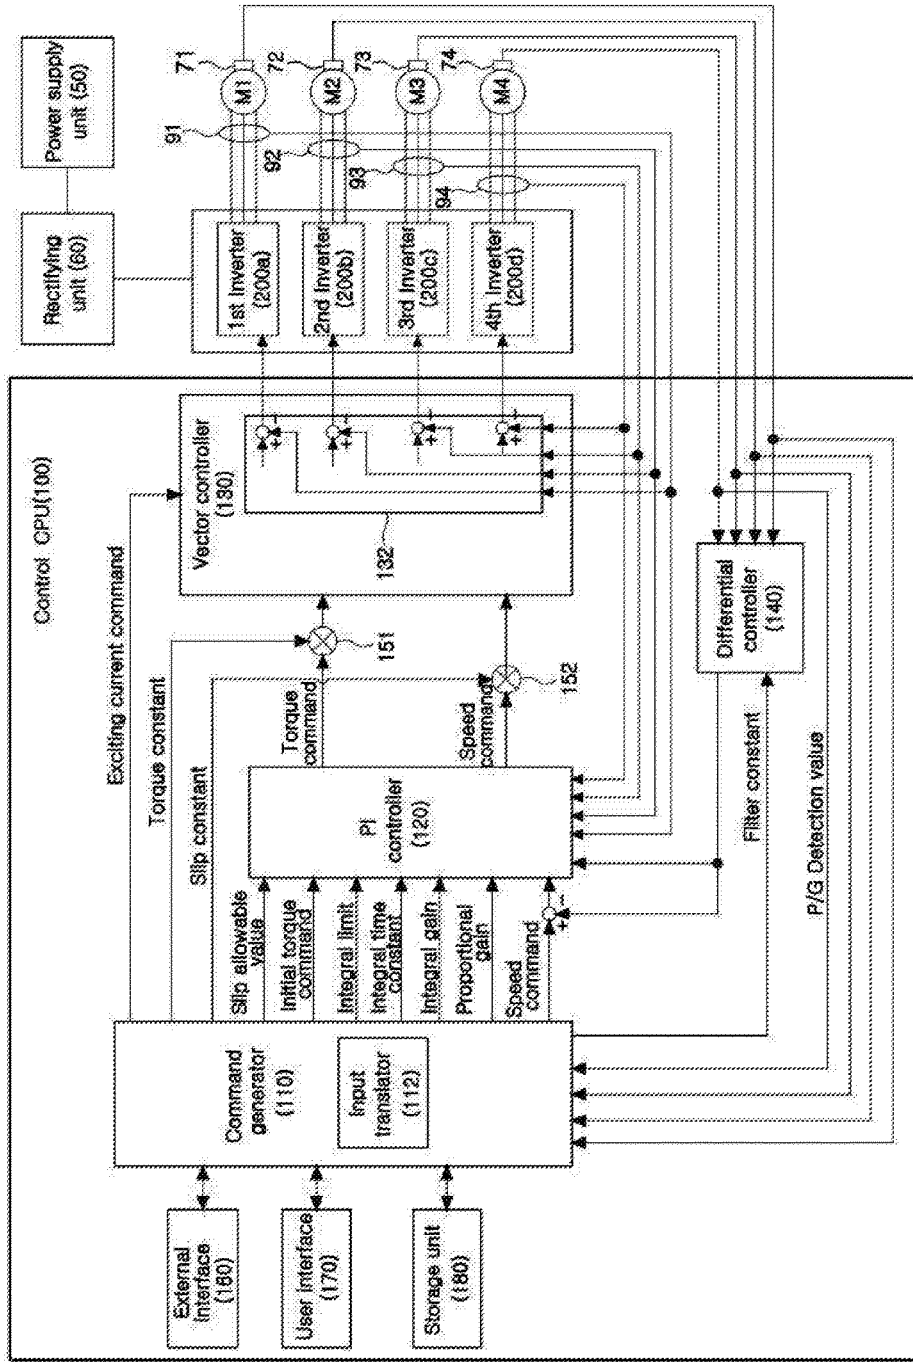 Control CPU(100)
Exciting current command
Torque constant
Slip constant
External
Interface
(160)
User interface
(170)
Storage unit
(180)
Command
generator
(110)
Input
translator
(112)
Slip allowable
value
Initial torque
command
Integral limit
Integral time
constant
Integral gain
Proportional
gain
Speed
command
+
−
PI
controller
(120)
Torque
command
Speed
command
151
152
Vector controller
(130)
132
+
−
+
−
+
−
+
−
Differential
controller
(140)
Filter constant
P/G Detection value
Rectifying
unit (60)
Power supply
unit (50)
1st Inverter
(200a)
2nd Inverter
(200b)
3rd Inverter
(200c)
4th Inverter
(200d)
91
92
93
94
M1
M2
M3
M4
71
72
73
74